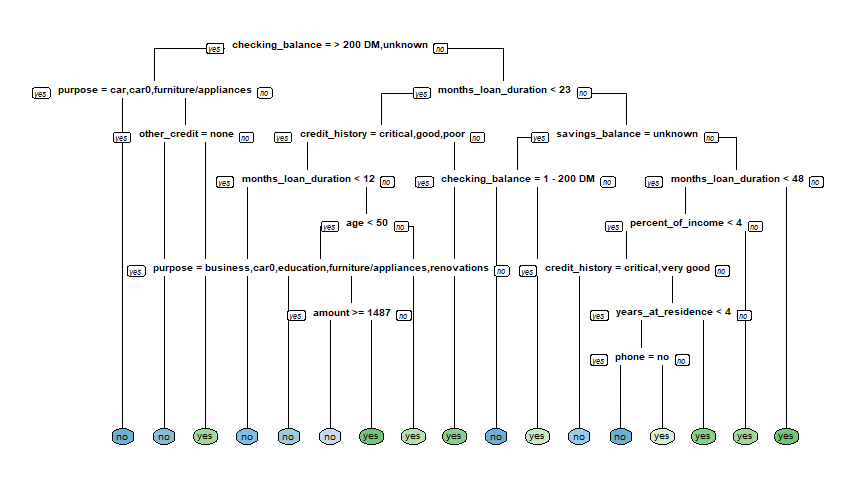 yes checking_balance = > 200 DM,unknown no
yes purpose = car,car0,furniture/appliances no
yes months_loan_duration < 23 no
yes other_credit = none no
yes credit_history = critical,good,poor no
yes savings_balance = unknown no
yes months_loan_duration < 12 no
yes checking_balance = 1 - 200 DM no
yes months_loan_duration < 48 no
yes age < 50 no
yes percent_of_income < 4 no
yes purpose = business,car0,education,furniture/appliances,renovations no
yes credit_history = critical,very good no
yes amount >= 1487 no
yes years_at_residence < 4 no
yes phone = no no
no no yes no no no yes yes yes no yes no no yes yes yes yes